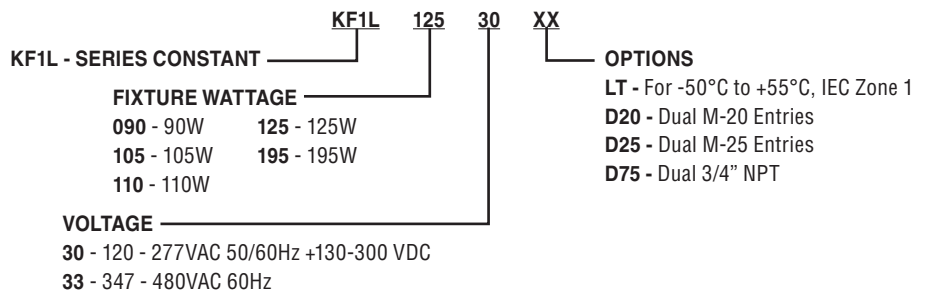 KF1L 125 30 XX
KF1L - SERIES CONSTANT
FIXTURE WATTAGE
090 - 90W 125 - 125W
105 - 105W 195 - 195W
110 - 110W
VOLTAGE
30 - 120 - 277VAC 50/60Hz +130-300 VDC
33 - 347 - 480VAC 60Hz
OPTIONS
LT - For -50°C to +55°C, IEC Zone 1
D20 - Dual M-20 Entries
D25 - Dual M-25 Entries
D75 - Dual 3/4” NPT